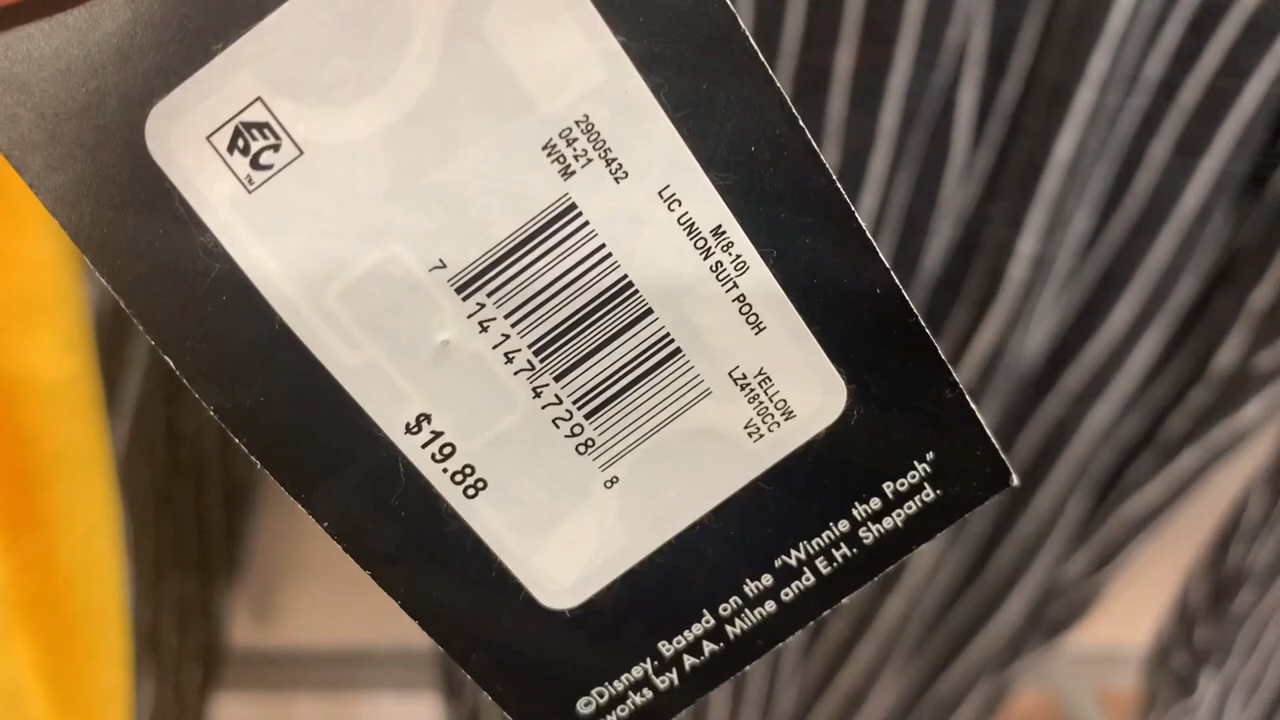 EPC
TM
29005432
04-21
WPM
M(8-10)
LIC UNION SUIT POOH
YELLOW
LZ41810CC
V21
7 14147 47298 8
$19.88
©Disney. Based on the "Winnie the Pooh"
works by A.A. Milne and E.H. Shepard.